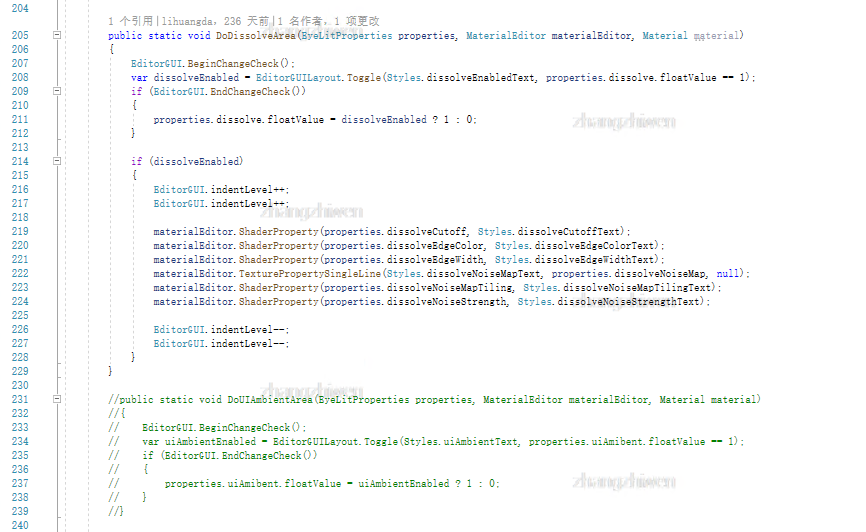 204
1 个引用|lihuangda，236 天前|1 名作者，1 项更改
205 public static void DoDissolveArea(EyeLitProperties properties, MaterialEditor materialEditor, Material material)
206 {
207 EditorGUI.BeginChangeCheck();
208 var dissolveEnabled = EditorGUILayout.Toggle(Styles.dissolveEnabledText, properties.dissolve.floatValue == 1);
209 if (EditorGUI.EndChangeCheck())
210 {
211 properties.dissolve.floatValue = dissolveEnabled ? 1 : 0;
zhangzhiwen
212 }
213
214 if (dissolveEnabled)
215 {
216 EditorGUI.indentLevel++;
217 EditorGUI.indentLevel++;
zhangzhiwen
218
219 materialEditor.ShaderProperty(properties.dissolveCutoff, Styles.dissolveCutoffText);
220 materialEditor.ShaderProperty(properties.dissolveEdgeColor, Styles.dissolveEdgeColorText);
221 materialEditor.ShaderProperty(properties.dissolveEdgeWidth, Styles.dissolveEdgeWidthText);
222 materialEditor.TexturePropertySingleLine(Styles.dissolveNoiseMapText, properties.dissolveNoiseMap, null);
223 materialEditor.ShaderProperty(properties.dissolveNoiseMapTiling, Styles.dissolveNoiseMapTilingText);
224 materialEditor.ShaderProperty(properties.dissolveNoiseStrength, Styles.dissolveNoiseStrengthText);
225
226 EditorGUI.indentLevel--;
227 EditorGUI.indentLevel--;
228 }
229 }
230
zhangzhiwen
231 //public static void DoUIAmbientArea(EyeLitProperties properties, MaterialEditor materialEditor, Material material)
232 //{
233 // EditorGUI.BeginChangeCheck();
234 // var uiAmbientEnabled = EditorGUILayout.Toggle(Styles.uiAmbientText, properties.uiAmibent.floatValue == 1);
235 // if (EditorGUI.EndChangeCheck())
236 // {
237 // properties.uiAmibent.floatValue = uiAmbientEnabled ? 1 : 0;
zhangzhiwen
238 // }
239 //}
240